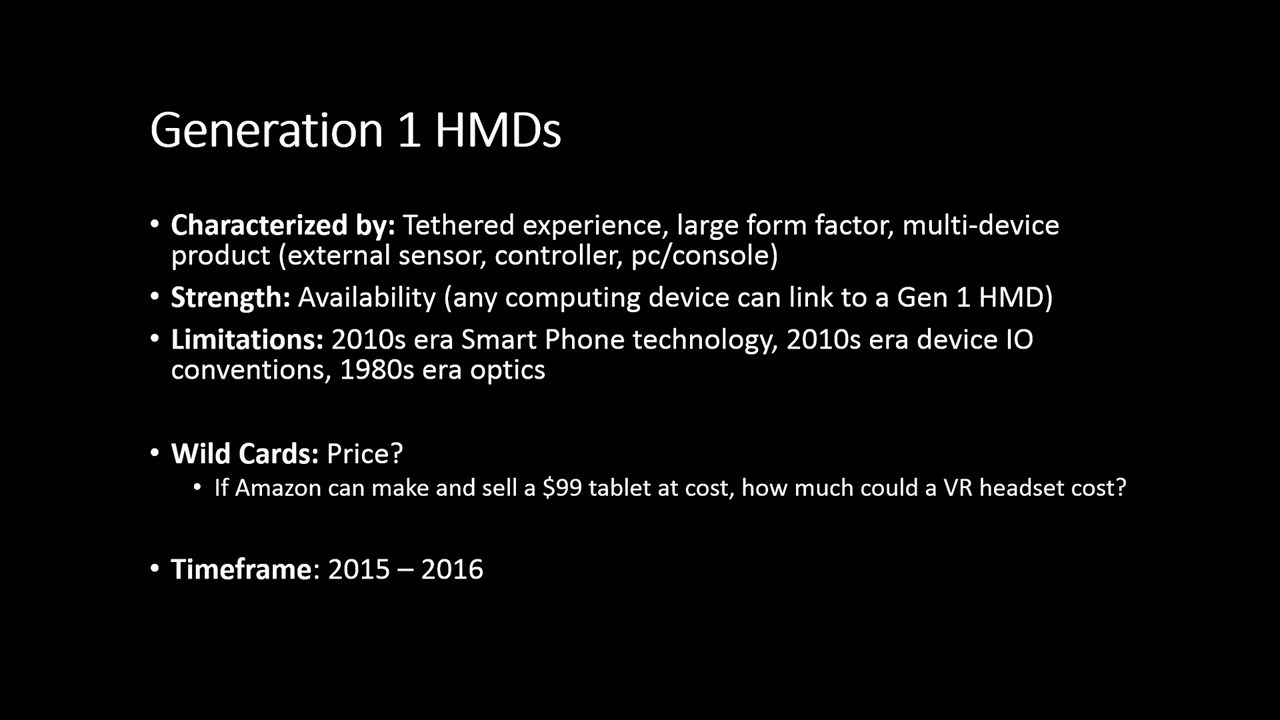 Generation 1 HMDs
• Characterized by: Tethered experience, large form factor, multi-device
product (external sensor, controller, pc/console)
• Strength: Availability (any computing device can link to a Gen 1 HMD)
• Limitations: 2010s era Smart Phone technology, 2010s era device IO
conventions, 1980s era optics
• Wild Cards: Price?
• If Amazon can make and sell a $99 tablet at cost, how much could a VR headset cost?
• Timeframe: 2015 – 2016